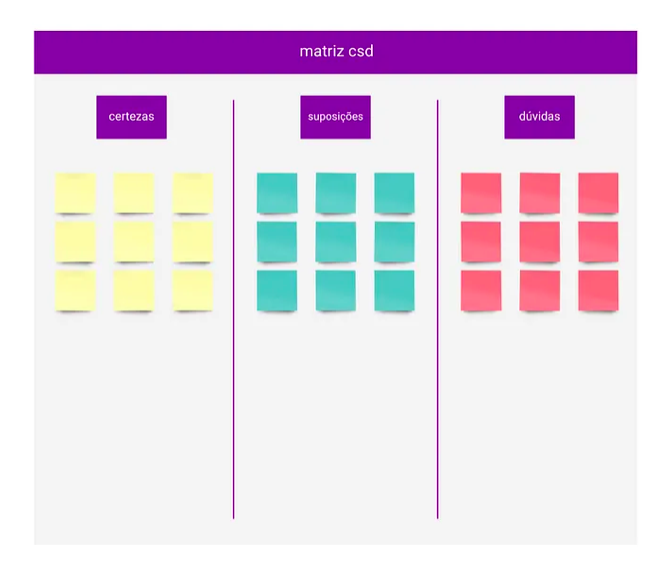 matriz csd
certezas
suposições
dúvidas